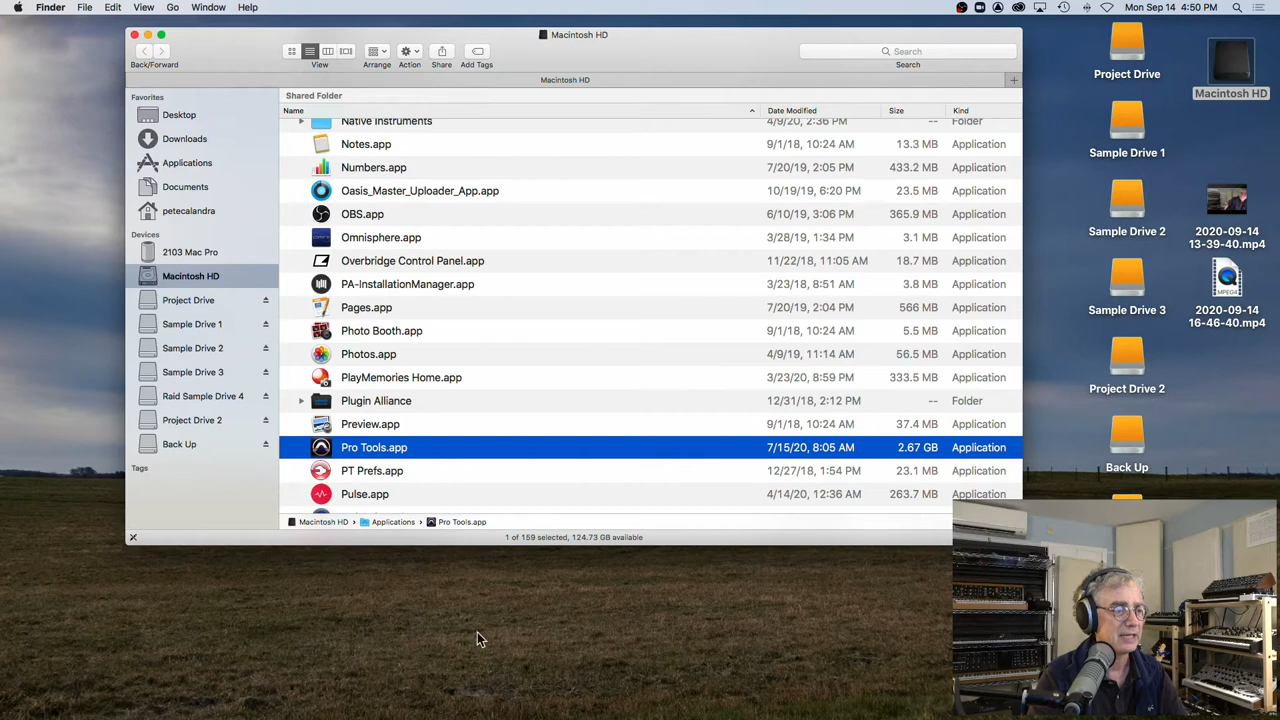 Finder File Edit View Go Window Help
Mon Sep 14 4:50 PM
Macintosh HD
Back/Forward View Arrange Action Share Add Tags Search
Search
Macintosh HD
Shared Folder
Name Date Modified Size Kind
Favorites
Desktop
Downloads
Applications
Documents
petecalandra
Devices
2103 Mac Pro
Macintosh HD
Project Drive
Sample Drive 1
Sample Drive 2
Sample Drive 3
Raid Sample Drive 4
Project Drive 2
Back Up
Tags
Native Instruments 4/9/20, 2:36 PM -- Folder
Notes.app 9/1/18, 10:24 AM 13.3 MB Application
Numbers.app 7/20/19, 2:05 PM 433.2 MB Application
Oasis_Master_Uploader_App.app 10/19/19, 6:20 PM 23.5 MB Application
OBS.app 6/10/19, 3:06 PM 365.9 MB Application
Omnisphere.app 3/28/19, 1:34 PM 3.1 MB Application
Overbridge Control Panel.app 11/22/18, 11:05 AM 18.7 MB Application
PA-InstallationManager.app 3/23/18, 8:51 AM 3.8 MB Application
Pages.app 7/20/19, 2:04 PM 566 MB Application
Photo Booth.app 9/1/18, 10:24 AM 5.5 MB Application
Photos.app 4/9/19, 11:14 AM 56.5 MB Application
PlayMemories Home.app 3/23/20, 8:59 PM 333.5 MB Application
Plugin Alliance 12/31/18, 2:12 PM -- Folder
Preview.app 9/1/18, 10:24 AM 37.4 MB Application
Pro Tools.app 7/15/20, 8:05 AM 2.67 GB Application
PT Prefs.app 12/27/18, 1:54 PM 23.1 MB Application
Pulse.app 4/14/20, 12:36 AM 263.7 MB Application
Macintosh HD › Applications › Pro Tools.app
1 of 159 selected, 124.73 GB available
Project Drive
Macintosh HD
Sample Drive 1
Sample Drive 2
2020-09-14
13-39-40.mp4
Sample Drive 3
MPEG4
2020-09-14
16-46-40.mp4
Project Drive 2
Back Up